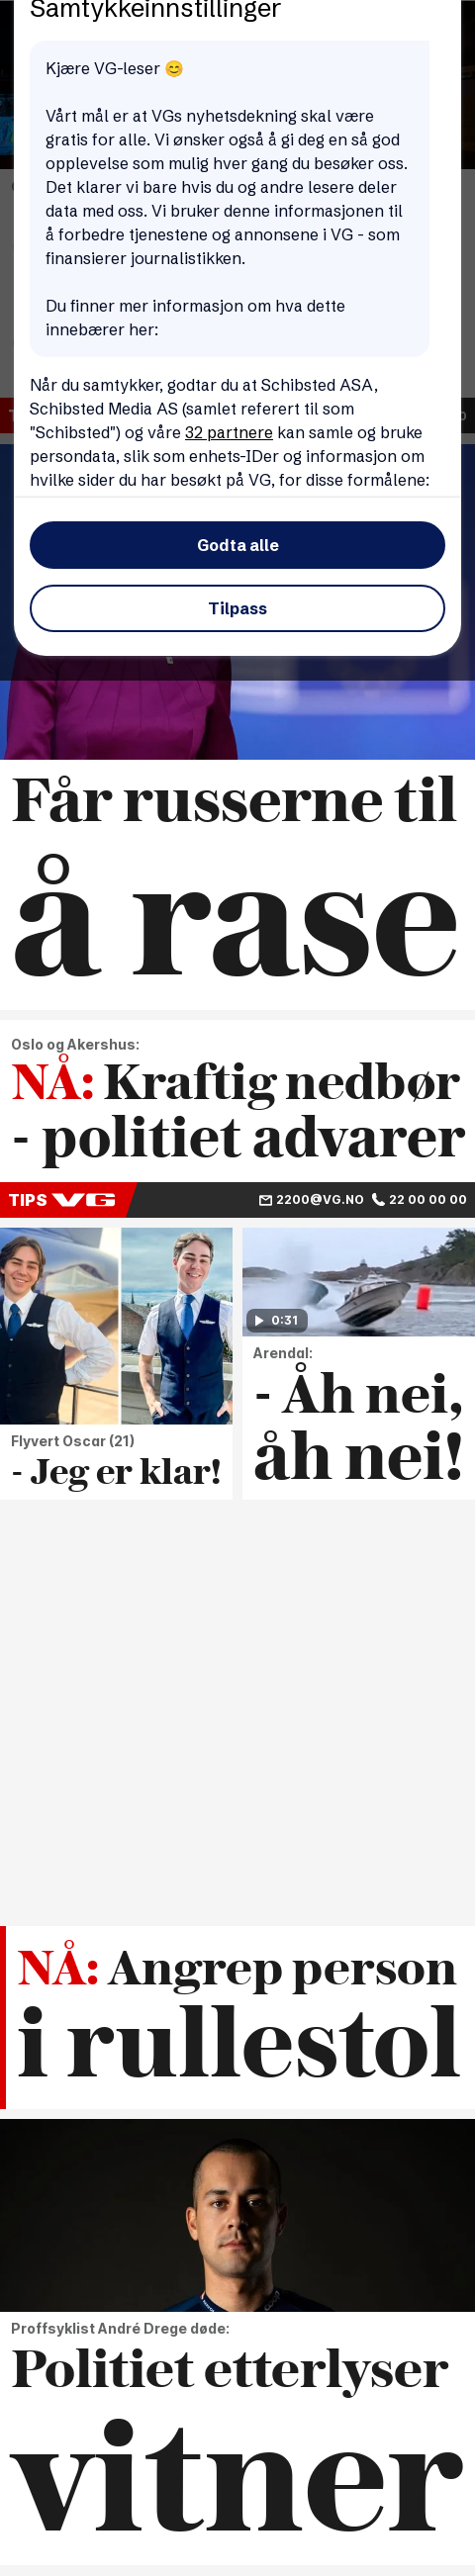 Samtykkeinnstillinger
Kjære VG-leser 😊
Vårt mål er at VGs nyhetsdekning skal være
gratis for alle. Vi ønsker også å gi deg en så god
opplevelse som mulig hver gang du besøker oss.
Det klarer vi bare hvis du og andre lesere deler
data med oss. Vi bruker denne informasjonen til
å forbedre tjenestene og annonsene i VG - som
finansierer journalistikken.
Du finner mer informasjon om hva dette
innebærer her:
Når du samtykker, godtar du at Schibsted ASA,
Schibsted Media AS (samlet referert til som
"Schibsted") og våre 32 partnere kan samle og bruke
persondata, slik som enhets-IDer og informasjon om
hvilke sider du har besøkt på VG, for disse formålene:
Godta alle
Tilpass
Får russerne til
å rase
Oslo og Akershus:
NÅ: Kraftig nedbør
- politiet advarer
TIPS VG 2200@VG.NO 22 00 00 00
Flyvert Oscar (21)
- Jeg er klar!
0:31
Arendal:
- Åh nei,
åh nei!
NÅ: Angrep person
i rullestol
Proffsyklist André Drege døde:
Politiet etterlyser
vitner